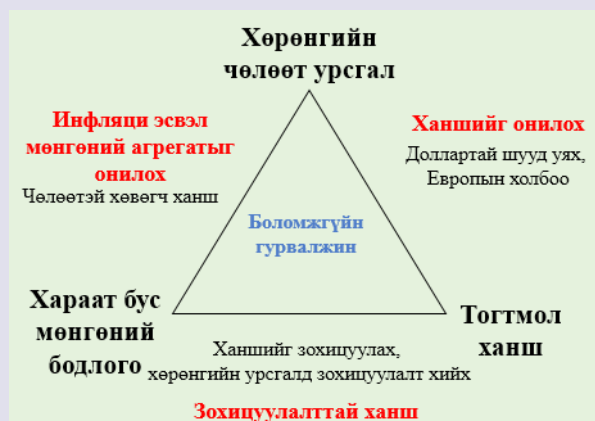 Хөрөнгийн
чөлөөт урсгал
Инфляци эсвэл
мөнгөний агрегатыг
онилох
Чөлөөтэй хөвөгч ханш
Ханшийг онилох
Доллартай шууд уях,
Европын холбоо
Боломжгүйн
гурвалжин
Хараат бус
мөнгөний
бодлого
Тогтмол
ханш
Ханшийг зохицуулах,
хөрөнгийн урсгалд зохицуулалт хийх
Зохицуулалттай ханш